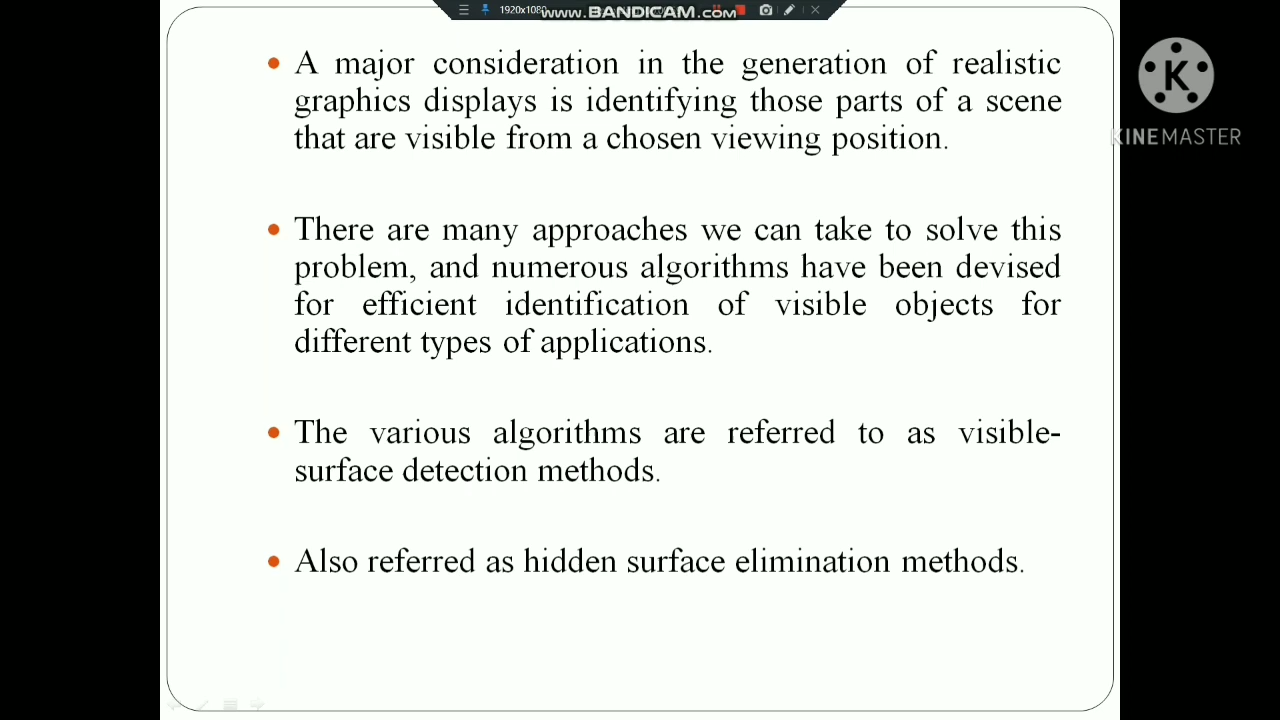 1920x1080
www.BANDICAM.com
K
KINEMASTER
• A major consideration in the generation of realistic
graphics displays is identifying those parts of a scene
that are visible from a chosen viewing position.
• There are many approaches we can take to solve this
problem, and numerous algorithms have been devised
for efficient identification of visible objects for
different types of applications.
• The various algorithms are referred to as visible-
surface detection methods.
• Also referred as hidden surface elimination methods.